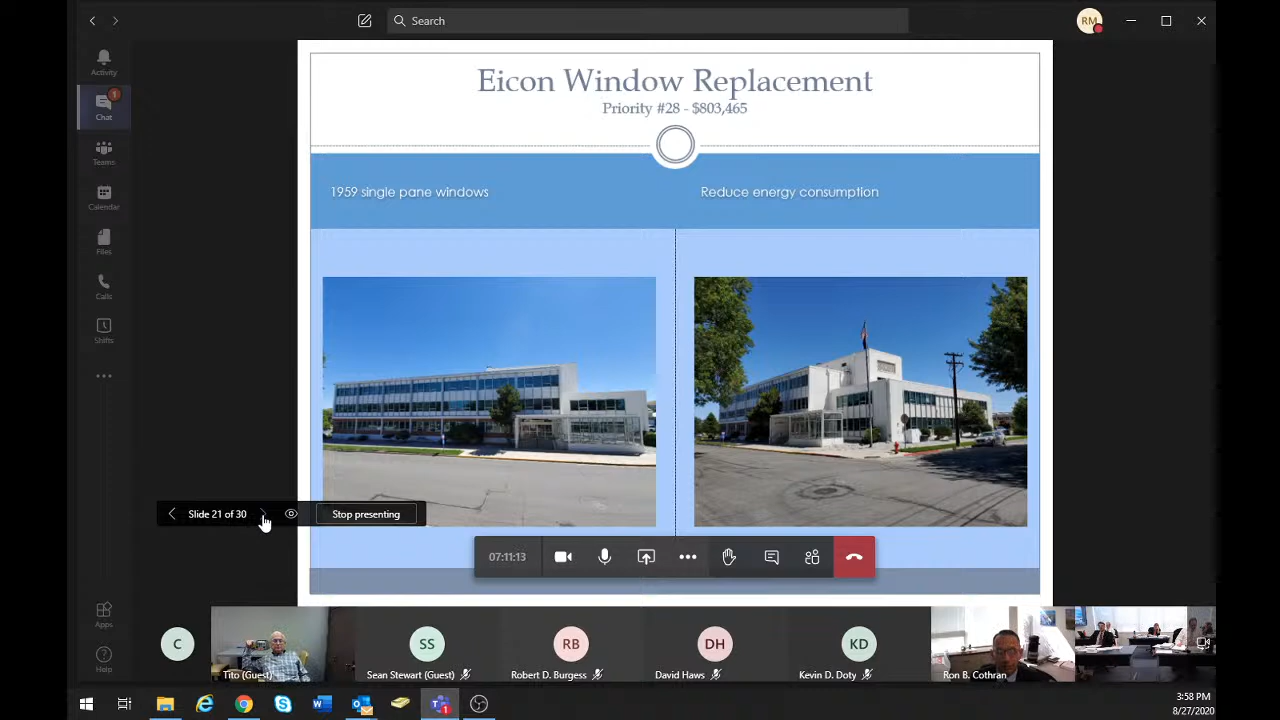 Search
RM
Activity
1
Chat
Teams
Calendar
Files
Calls
Shifts
Apps
Help
Eicon Window Replacement
Priority #28 - $803,465
1959 single pane windows
Reduce energy consumption
Slide 21 of 30
Stop presenting
07:11:13
C
Tito (Guest)
SS
Sean Stewart (Guest)
RB
Robert D. Burgess
DH
David Haws
KD
Kevin D. Doty
Ron B. Cothran
3:58 PM
8/27/2020